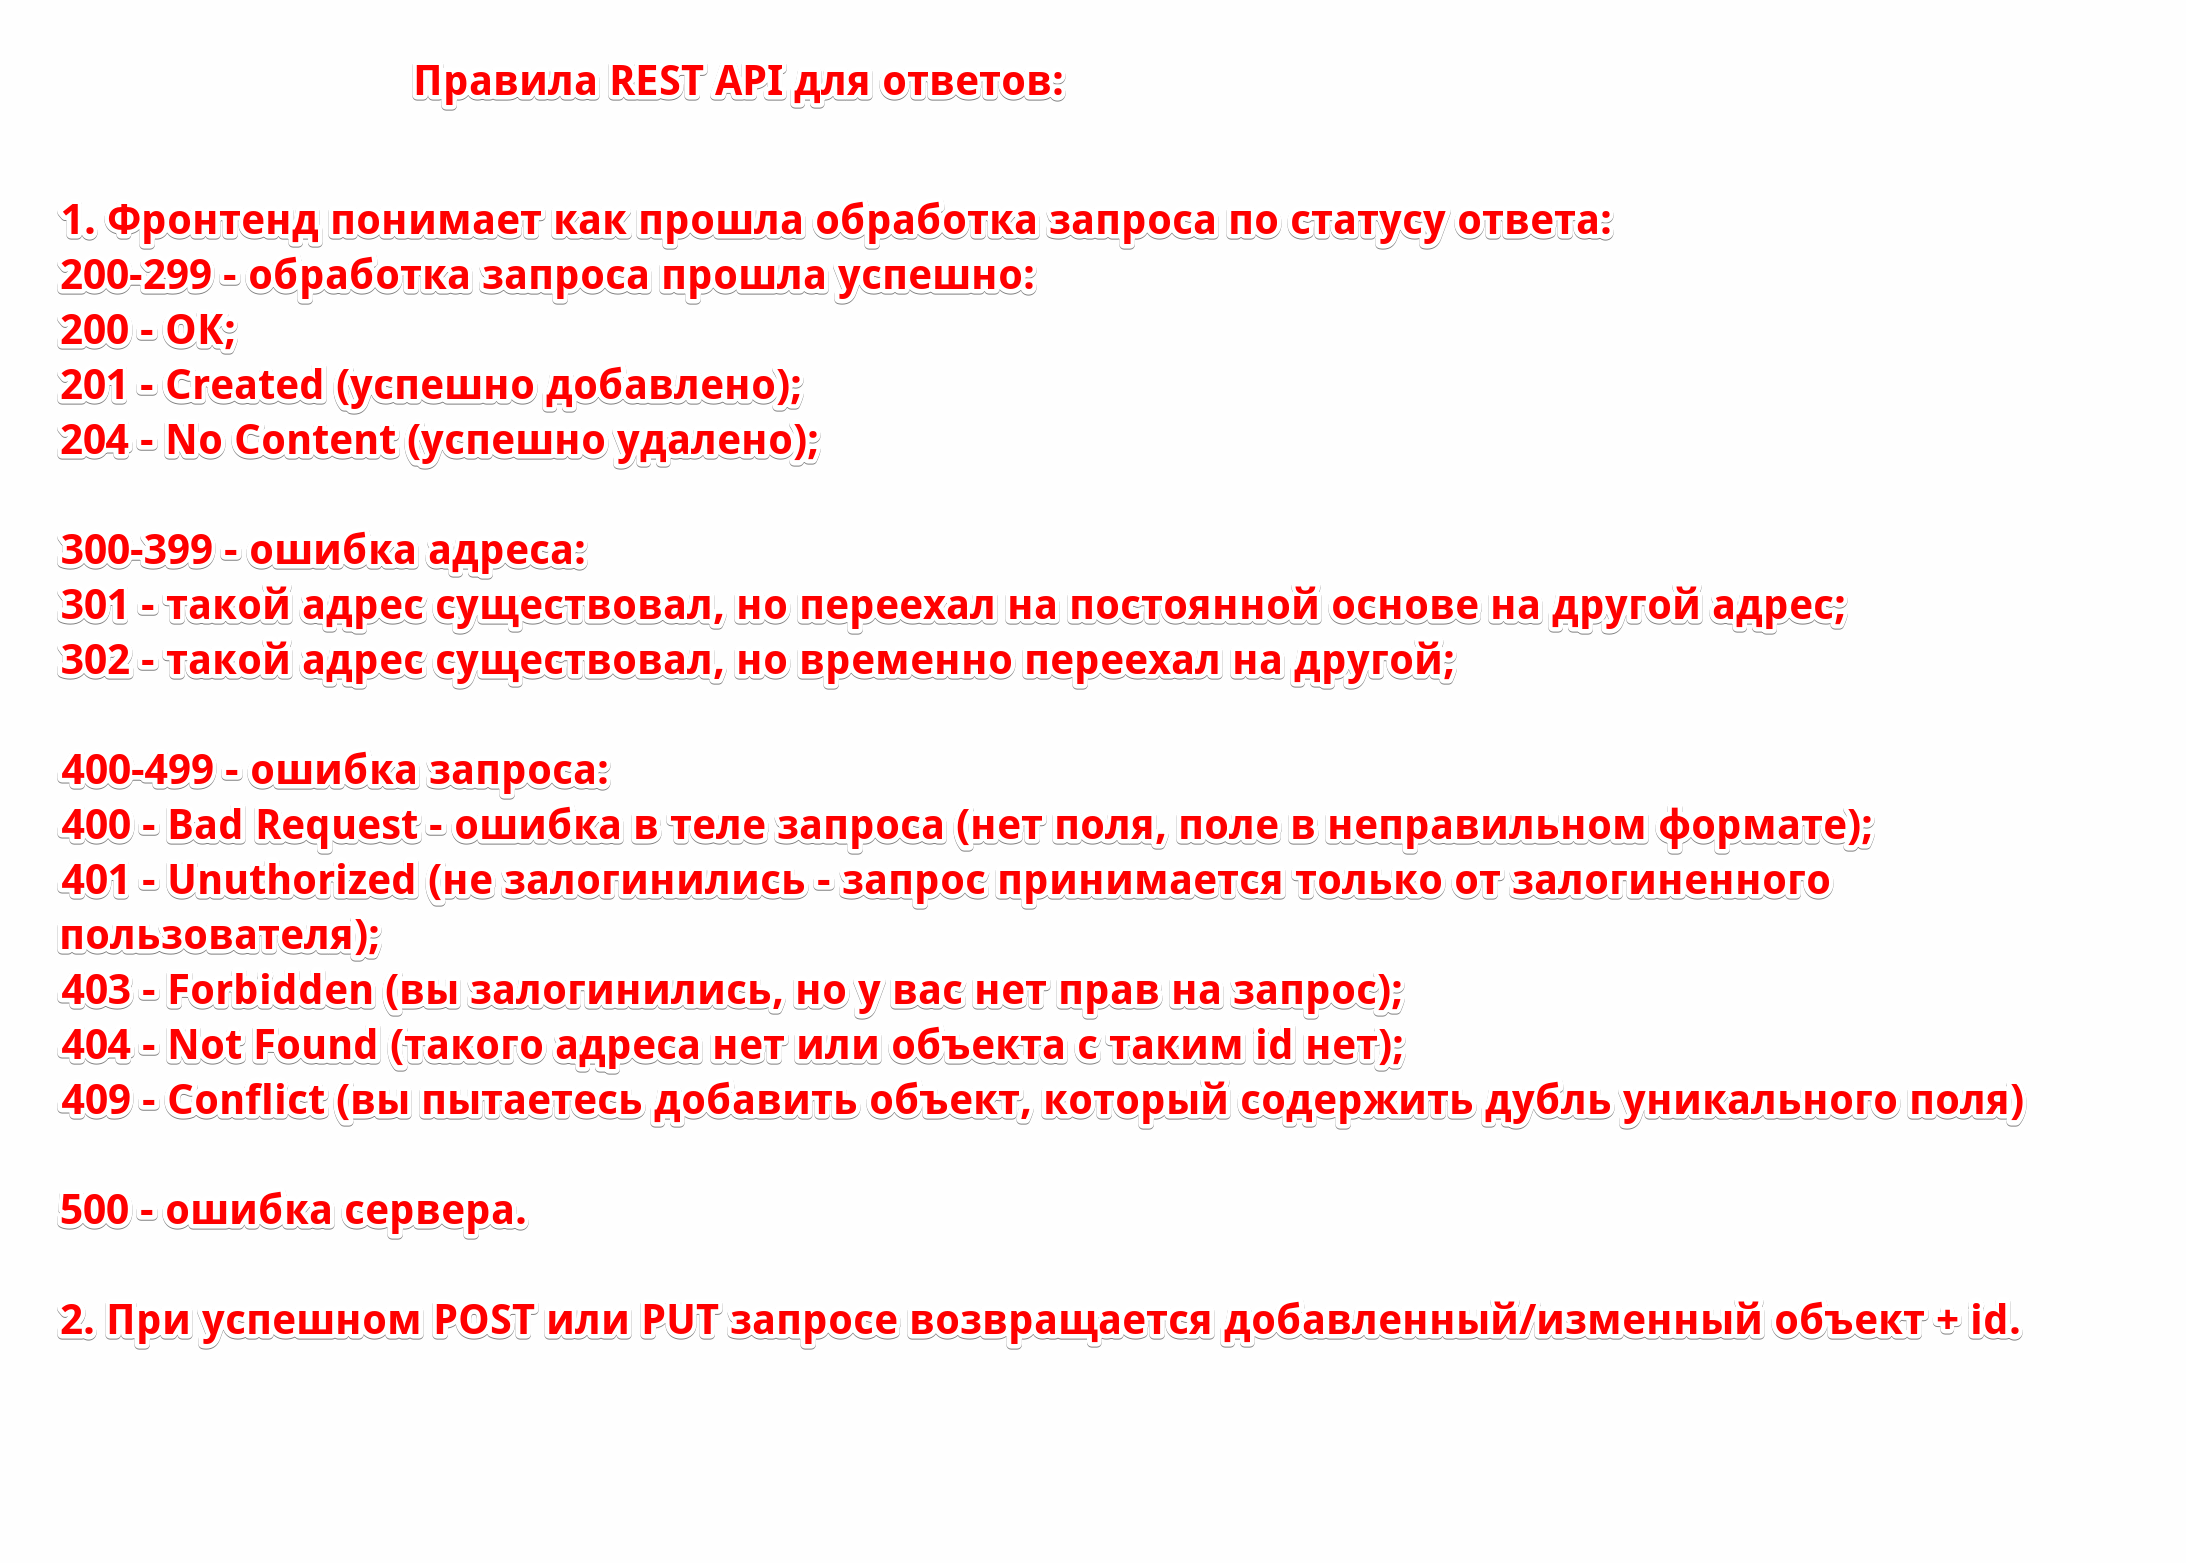 Правила REST API для ответов:
1. Фронтенд понимает как прошла обработка запроса по статусу ответа:
200-299 - обработка запроса прошла успешно:
200 - OK;
201 - Created (успешно добавлено);
204 - No Content (успешно удалено);
300-399 - ошибка адреса:
301 - такой адрес существовал, но переехал на постоянной основе на другой адрес;
302 - такой адрес существовал, но временно переехал на другой;
400-499 - ошибка запроса:
400 - Bad Request - ошибка в теле запроса (нет поля, поле в неправильном формате);
401 - Unuthorized (не залогинились - запрос принимается только от залогиненного
пользователя);
403 - Forbidden (вы залогинились, но у вас нет прав на запрос);
404 - Not Found (такого адреса нет или объекта с таким id нет);
409 - Conflict (вы пытаетесь добавить объект, который содержить дубль уникального поля)
500 - ошибка сервера.
2. При успешном POST или PUT запросе возвращается добавленный/изменный объект + id.